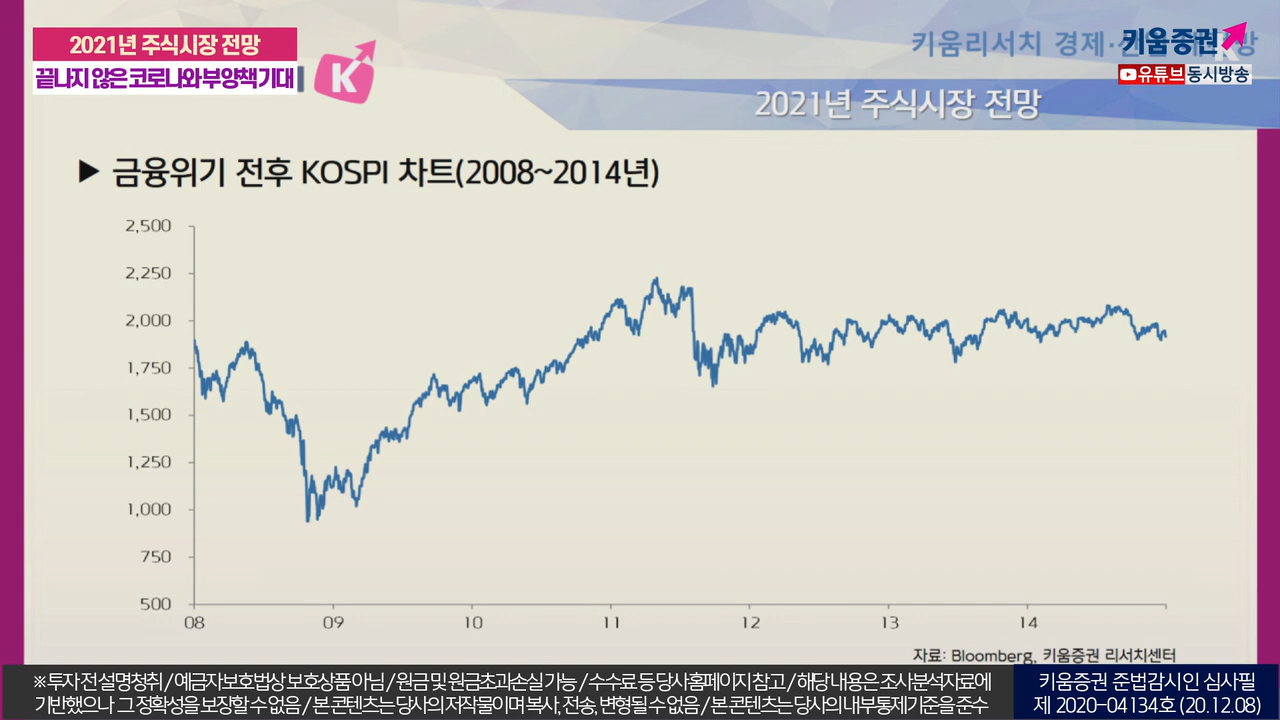 2021년 주식시장 전망
끝나지 않은 코로나와 부양책 기대
K
키움리서치 경제·
키움증권
유튜브 동시방송
2021년 주식시장 전망
▶ 금융위기 전후 KOSPI 차트(2008~2014년)
2,500
2,250
2,000
1,750
1,500
1,250
1,000
750
500
08 09 10 11 12 13 14
자료: Bloomberg, 키움증권 리서치센터
※ 투자 전 설명청취 / 예금자보호법상 보호상품 아님 / 원금 및 원금초과손실 가능 / 수수료 등 당사홈페이지 참고 / 해당 내용은 조사분석자료에
기반했으나 그 정확성을 보장할 수 없음 / 본 콘텐츠는 당사의 저작물이며 복사, 전송, 변형될 수 없음 / 본 콘텐츠는 당사의 내부통제기준을 준수
키움증권 준법감시인 심사필
제 2020-04134호 (20.12.08)